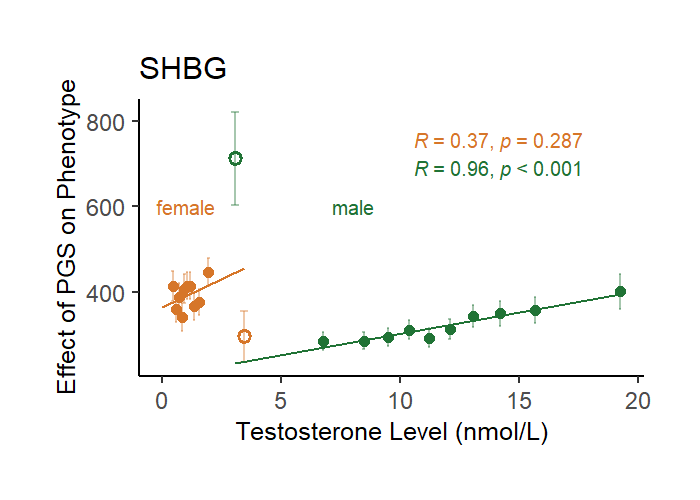 SHBG
Effect of PGS on Phenotype
800
600
400
female
male
R = 0.37, p = 0.287
R = 0.96, p < 0.001
0 5 10 15 20
Testosterone Level (nmol/L)